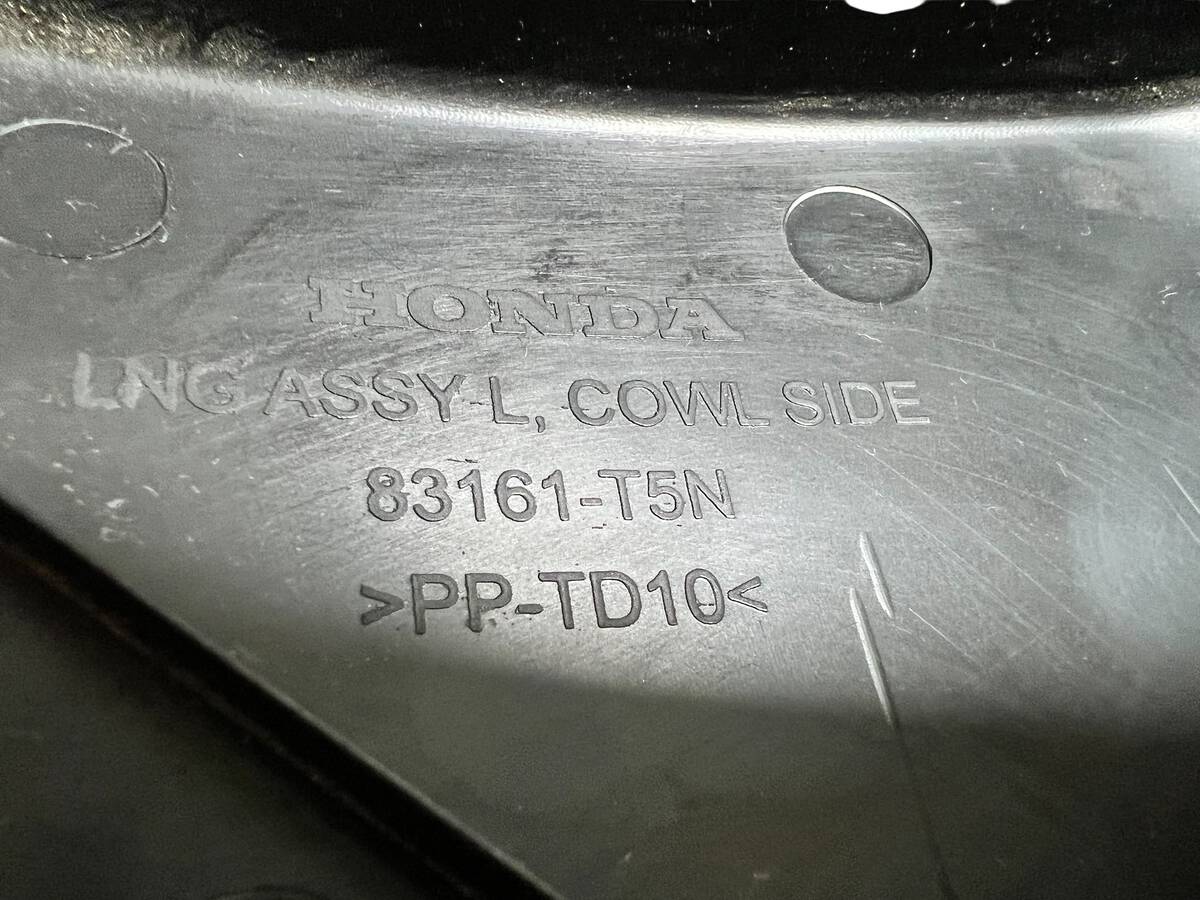 HONDA
LNG ASSY L, COWL SIDE
83161-T5N
>PP-TD10<